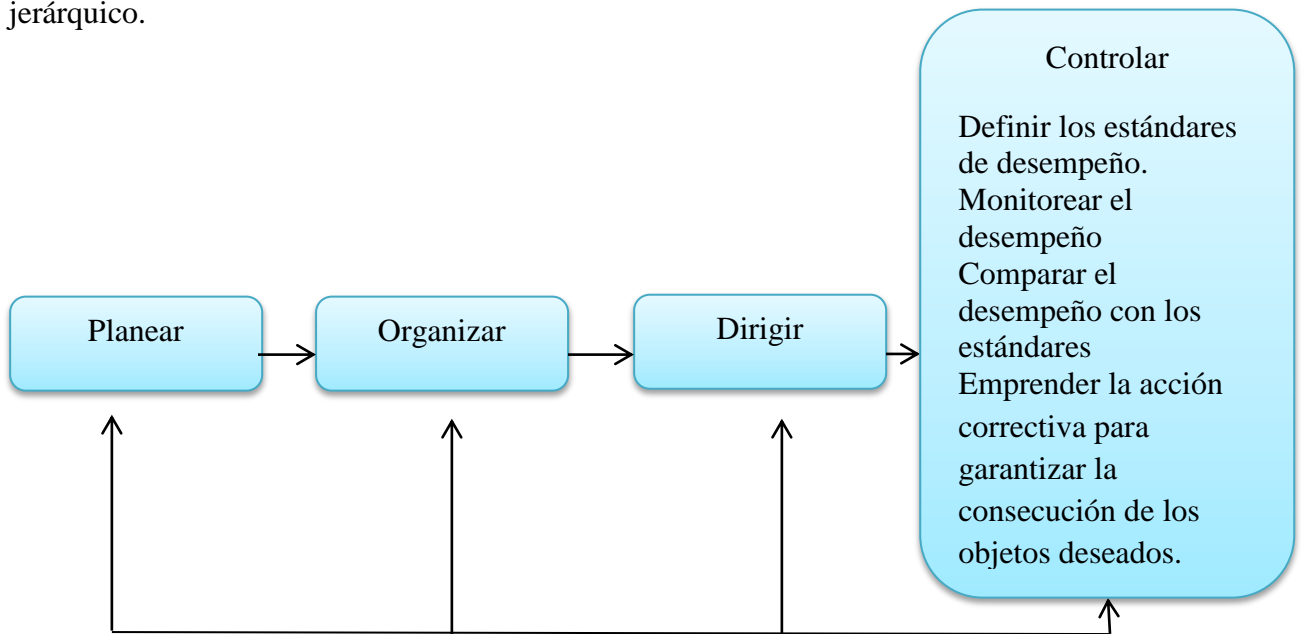 jerárquico.
Planear
Organizar
Dirigir
Controlar
Definir los estándares
de desempeño.
Monitorear el
desempeño
Comparar el
desempeño con los
estándares
Emprender la acción
correctiva para
garantizar la
consecución de los
objetos deseados.